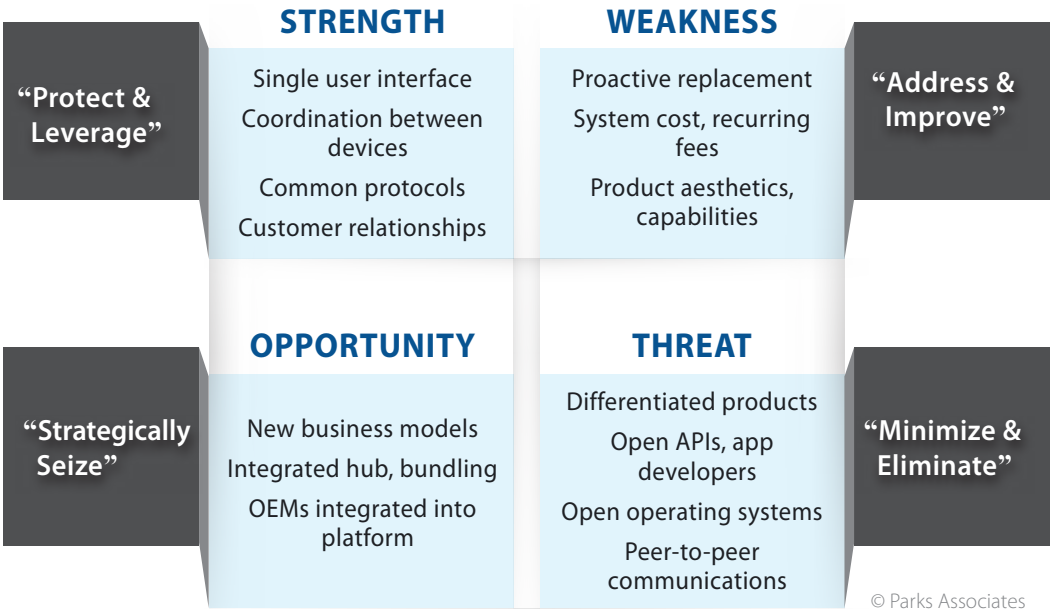 STRENGTH
“Protect &
Leverage”
Single user interface
Coordination between
devices
Common protocols
Customer relationships
WEAKNESS
Proactive replacement
System cost, recurring
fees
Product aesthetics,
capabilities
“Address &
Improve”
OPPORTUNITY
“Strategically
Seize”
New business models
Integrated hub, bundling
OEMs integrated into
platform
THREAT
Differentiated products
Open APIs, app
developers
Open operating systems
Peer-to-peer
communications
“Minimize &
Eliminate”
© Parks Associates